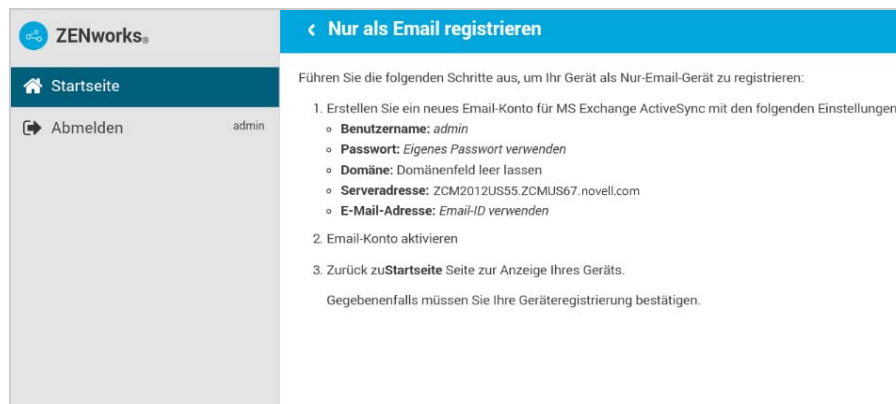 ZENworks®
Startseite
Abmelden admin
Nur als Email registrieren
Führen Sie die folgenden Schritte aus, um Ihr Gerät als Nur-Email-Gerät zu registrieren:
1. Erstellen Sie ein neues Email-Konto für MS Exchange ActiveSync mit den folgenden Einstellungen
Benutzername: admin
Passwort: Eigenes Passwort verwenden
Domäne: Domänenfeld leer lassen
Serveradresse: ZCM2012US55.ZCMUS67.novell.com
E-Mail-Adresse: Email-ID verwenden
2. Email-Konto aktivieren
3. Zurück zuStartseite Seite zur Anzeige Ihres Geräts.
Gegebenenfalls müssen Sie Ihre Geräteregistrierung bestätigen.